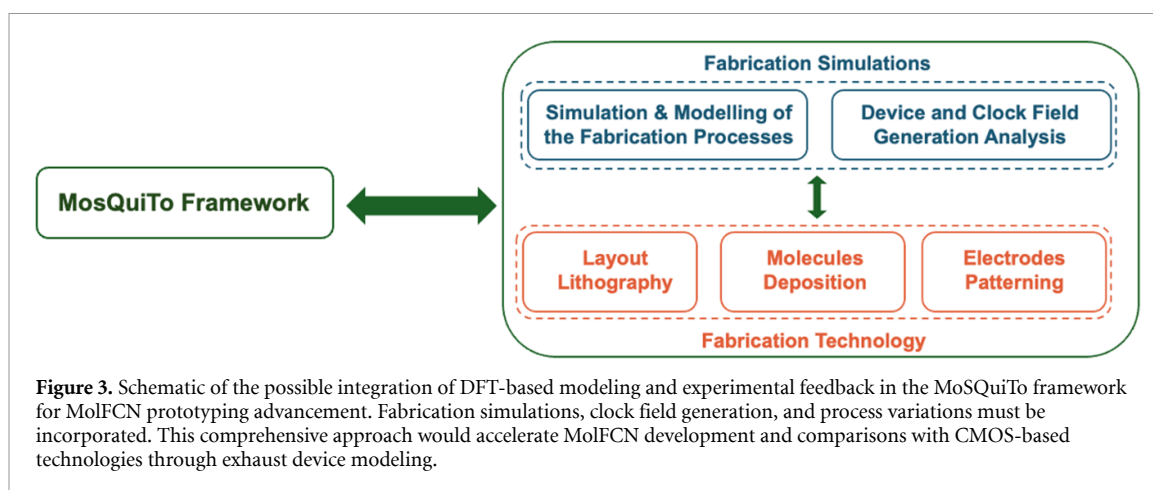 Fabrication Simulations
Simulation & Modelling of
the Fabrication Processes
Device and Clock Field
Generation Analysis
MosQuiTo Framework
Layout
Lithography
Molecules
Deposition
Electrodes
Patterning
Fabrication Technology
Figure 3. Schematic of the possible integration of DFT-based modeling and experimental feedback in the MoSQuiTo framework
for MolFCN prototyping advancement. Fabrication simulations, clock field generation, and process variations must be
incorporated. This comprehensive approach would accelerate MolFCN development and comparisons with CMOS-based
technologies through exhaust device modeling.